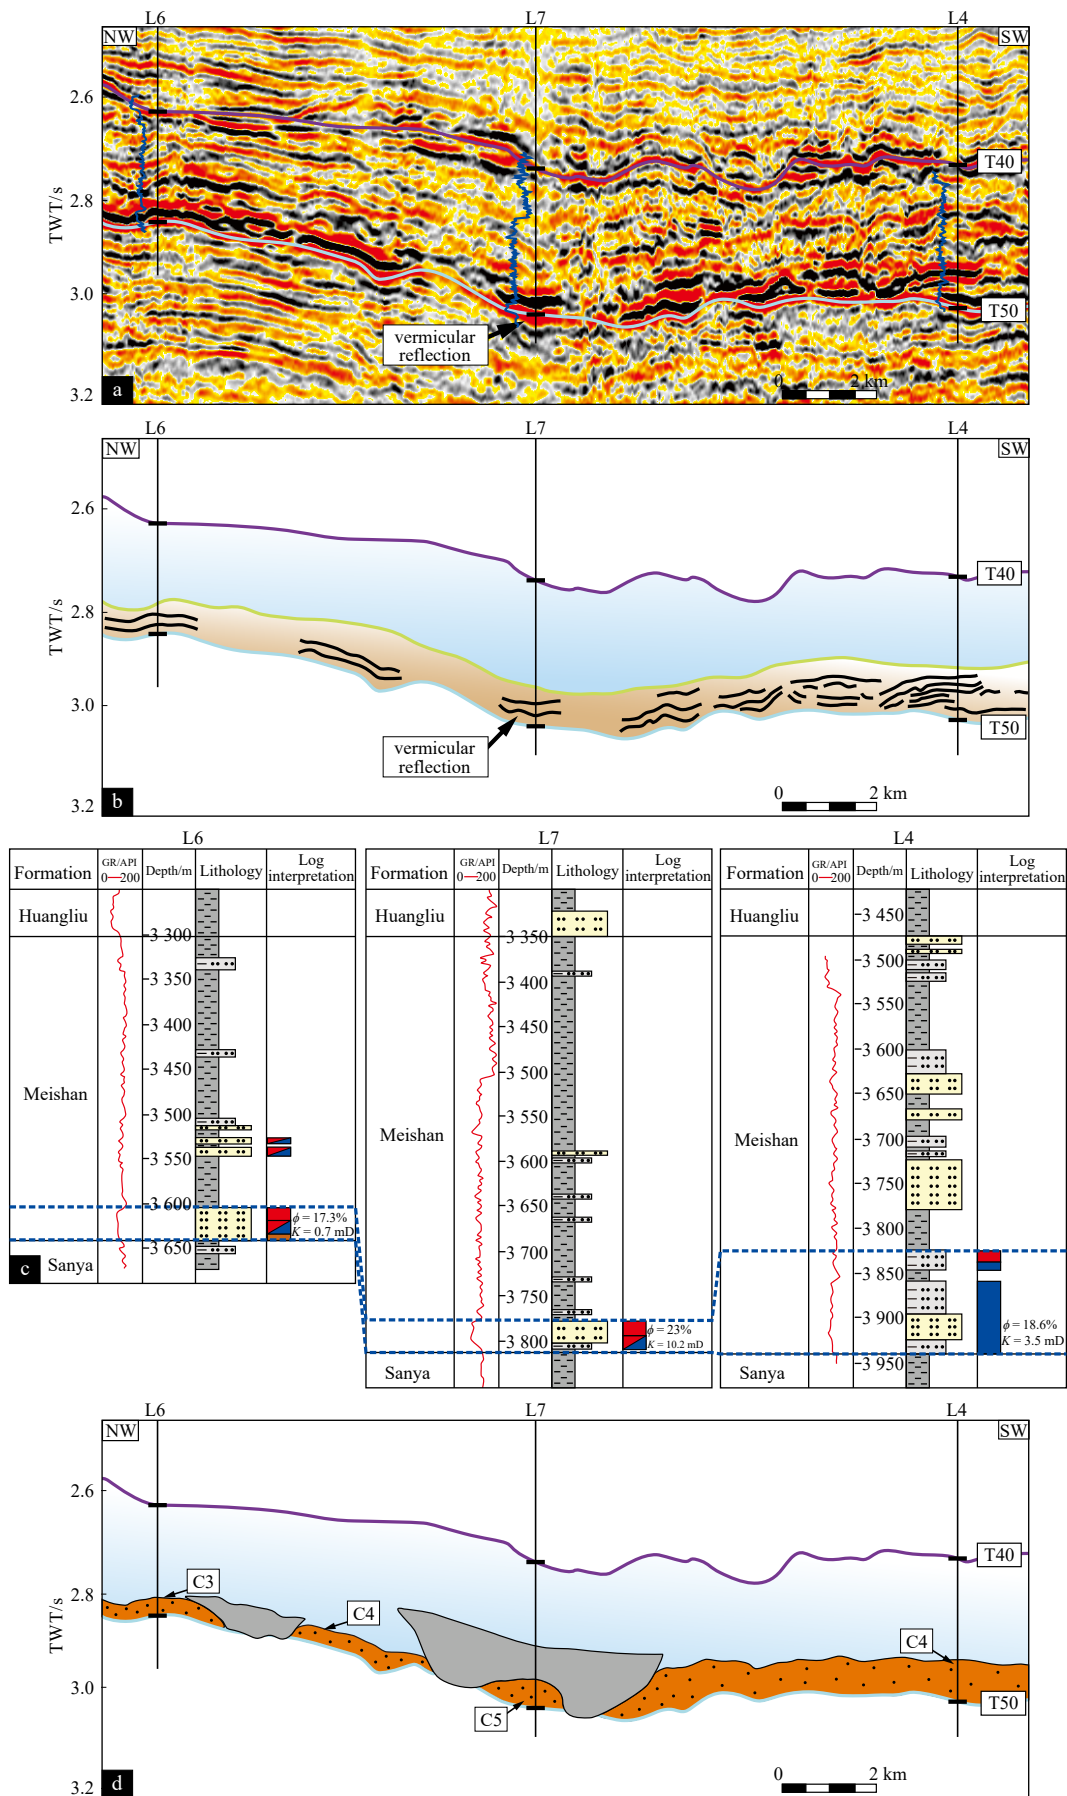 L6 L7 L4
NW SW
2.6
T40
2.8
TWT/s
3.0
T50
vermicular
reflection
0 2 km
3.2
a
L6 L7 L4
NW SW
2.6
T40
2.8
TWT/s
3.0
T50
vermicular
reflection
0 2 km
3.2
b
L6
Formation GR/API 0—200 Depth/m Lithology Log interpretation
Huangliu
3 300
3 350
3 400
3 450
Meishan
3 500
3 550
3 600
ϕ = 17.3%
K = 0.7 mD
3 650
Sanya
c
L7
Formation GR/API 0—200 Depth/m Lithology Log interpretation
Huangliu
3 350
3 400
3 450
3 500
3 550
Meishan
3 600
3 650
3 700
3 750
ϕ = 23%
3 800
K = 10.2 mD
Sanya
L4
Formation GR/API 0—200 Depth/m Lithology Log interpretation
Huangliu
3 450
3 500
3 550
3 600
3 650
Meishan
3 700
3 750
3 800
3 850
3 900
ϕ = 18.6%
K = 3.5 mD
3 950
Sanya
L6 L7 L4
NW SW
2.6
T40
C3
2.8
C4
C4
TWT/s
3.0
T50
C5
0 2 km
3.2
d